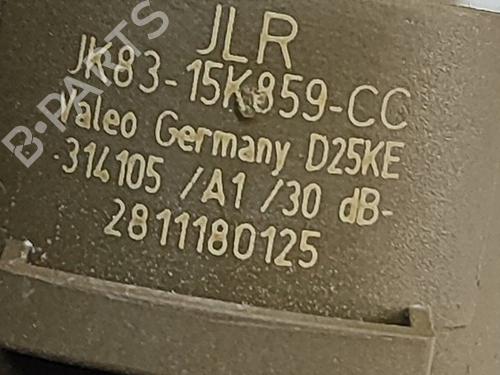 JLR
JK83-15K859-CC
Valeo Germany D25KE
314105 /A1 /30 dB-
2811180125
B-PARTS